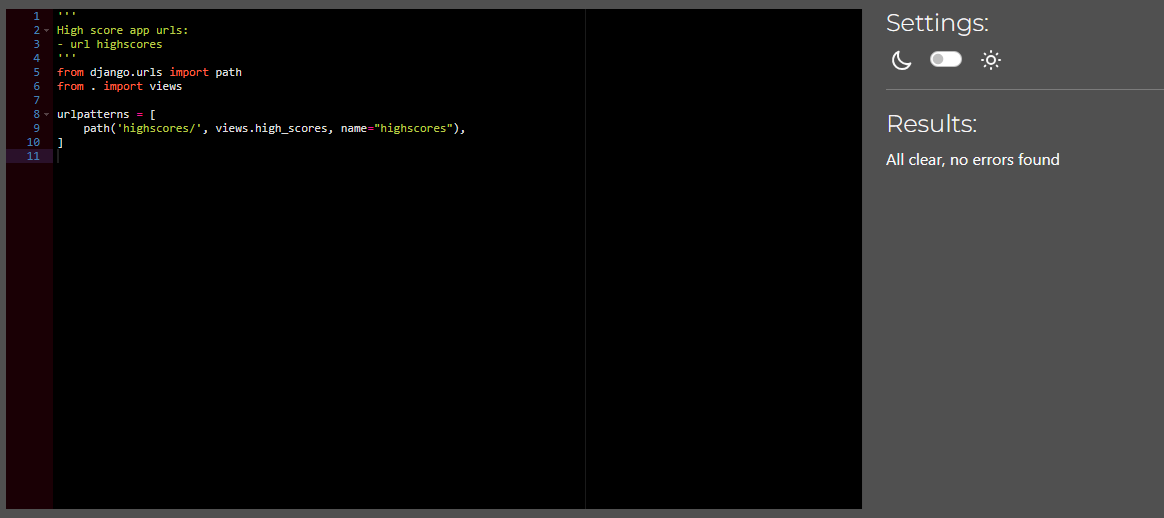 1 '''
2 High score app urls:
3 - url highscores
4 '''
5 from django.urls import path
6 from . import views
7
8 urlpatterns = [
9     path('highscores/', views.high_scores, name="highscores"),
10 ]
11
Settings:
Results:
All clear, no errors found